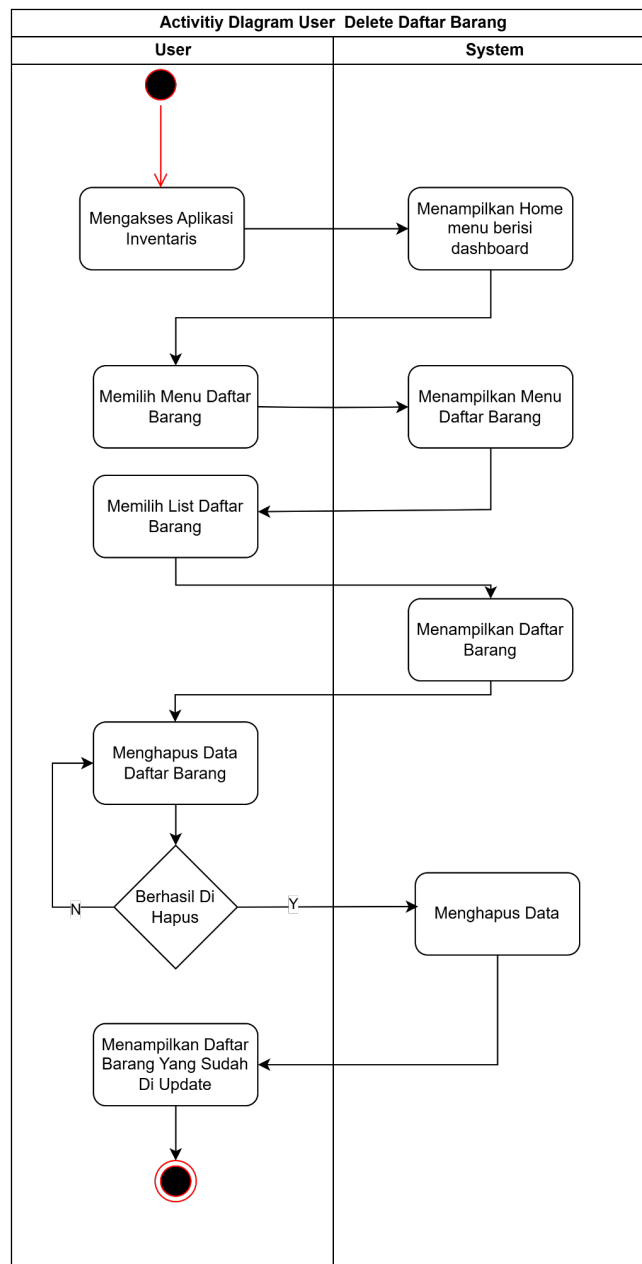 Activitiy DIagram User  Delete Daftar Barang
User
System
Mengakses Aplikasi
Inventaris
Menampilkan Home
menu berisi
dashboard
Memilih Menu Daftar
Barang
Menampilkan Menu
Daftar Barang
Memilih List Daftar
Barang
Menampilkan Daftar
Barang
Menghapus Data
Daftar Barang
Berhasil Di
Hapus
N
Y
Menghapus Data
Menampilkan Daftar
Barang Yang Sudah
Di Update